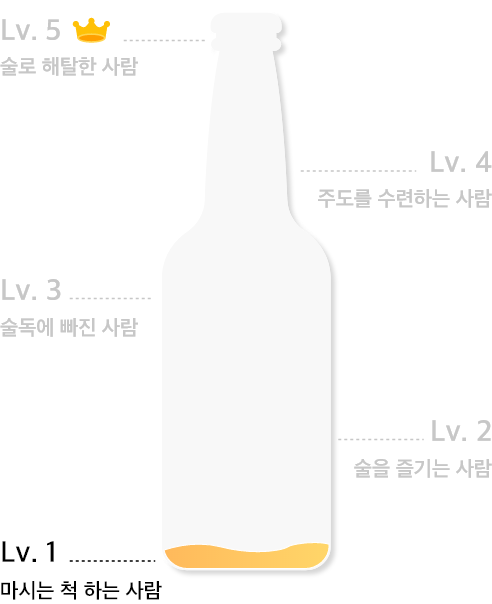 Lv. 5
술로 해탈한 사람
Lv. 4
주도를 수련하는 사람
Lv. 3
술독에 빠진 사람
Lv. 2
술을 즐기는 사람
Lv. 1
마시는 척 하는 사람